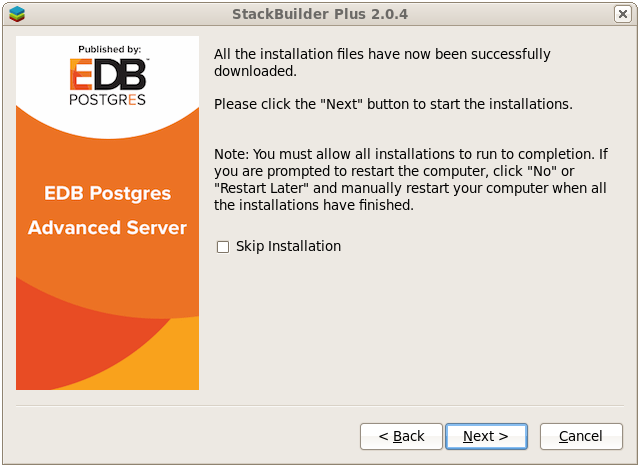 StackBuilder Plus 2.0.4
Published by:
EDB™
POSTGRES
EDB Postgres
Advanced Server
All the installation files have now been successfully
downloaded.
Please click the "Next" button to start the installations.
Note: You must allow all installations to run to completion. If
you are prompted to restart the computer, click "No" or
"Restart Later" and manually restart your computer when all
the installations have finished.
Skip Installation
< Back
Next >
Cancel